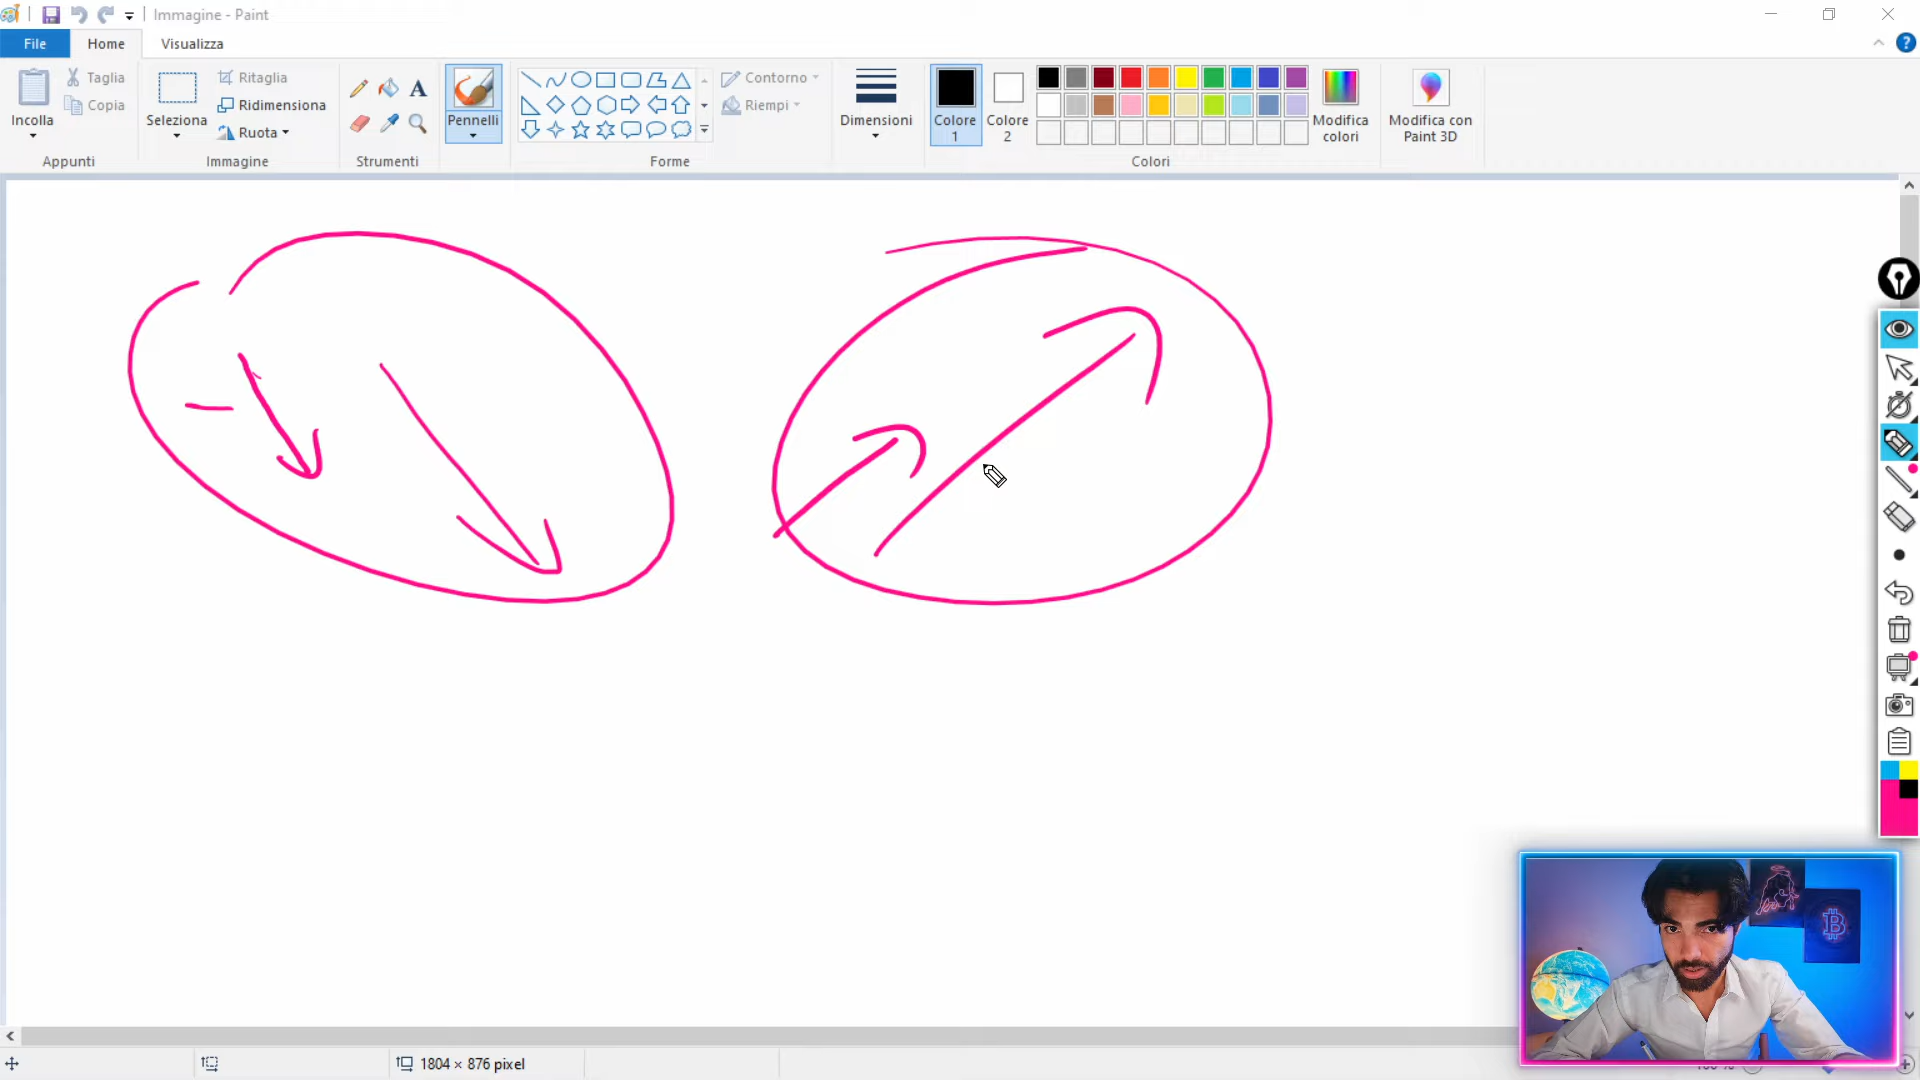 Immagine - Paint
File Home Visualizza
Incolla
Taglia
Copia
Appunti
Seleziona
Ritaglia
Ridimensiona
Ruota
Immagine
A
Strumenti
Pennelli
Contorno
Riempi
Forme
Dimensioni
Colore
1
Colore
2
Modifica
colori
Colori
Modifica con
Paint 3D
1804 × 876 pixel